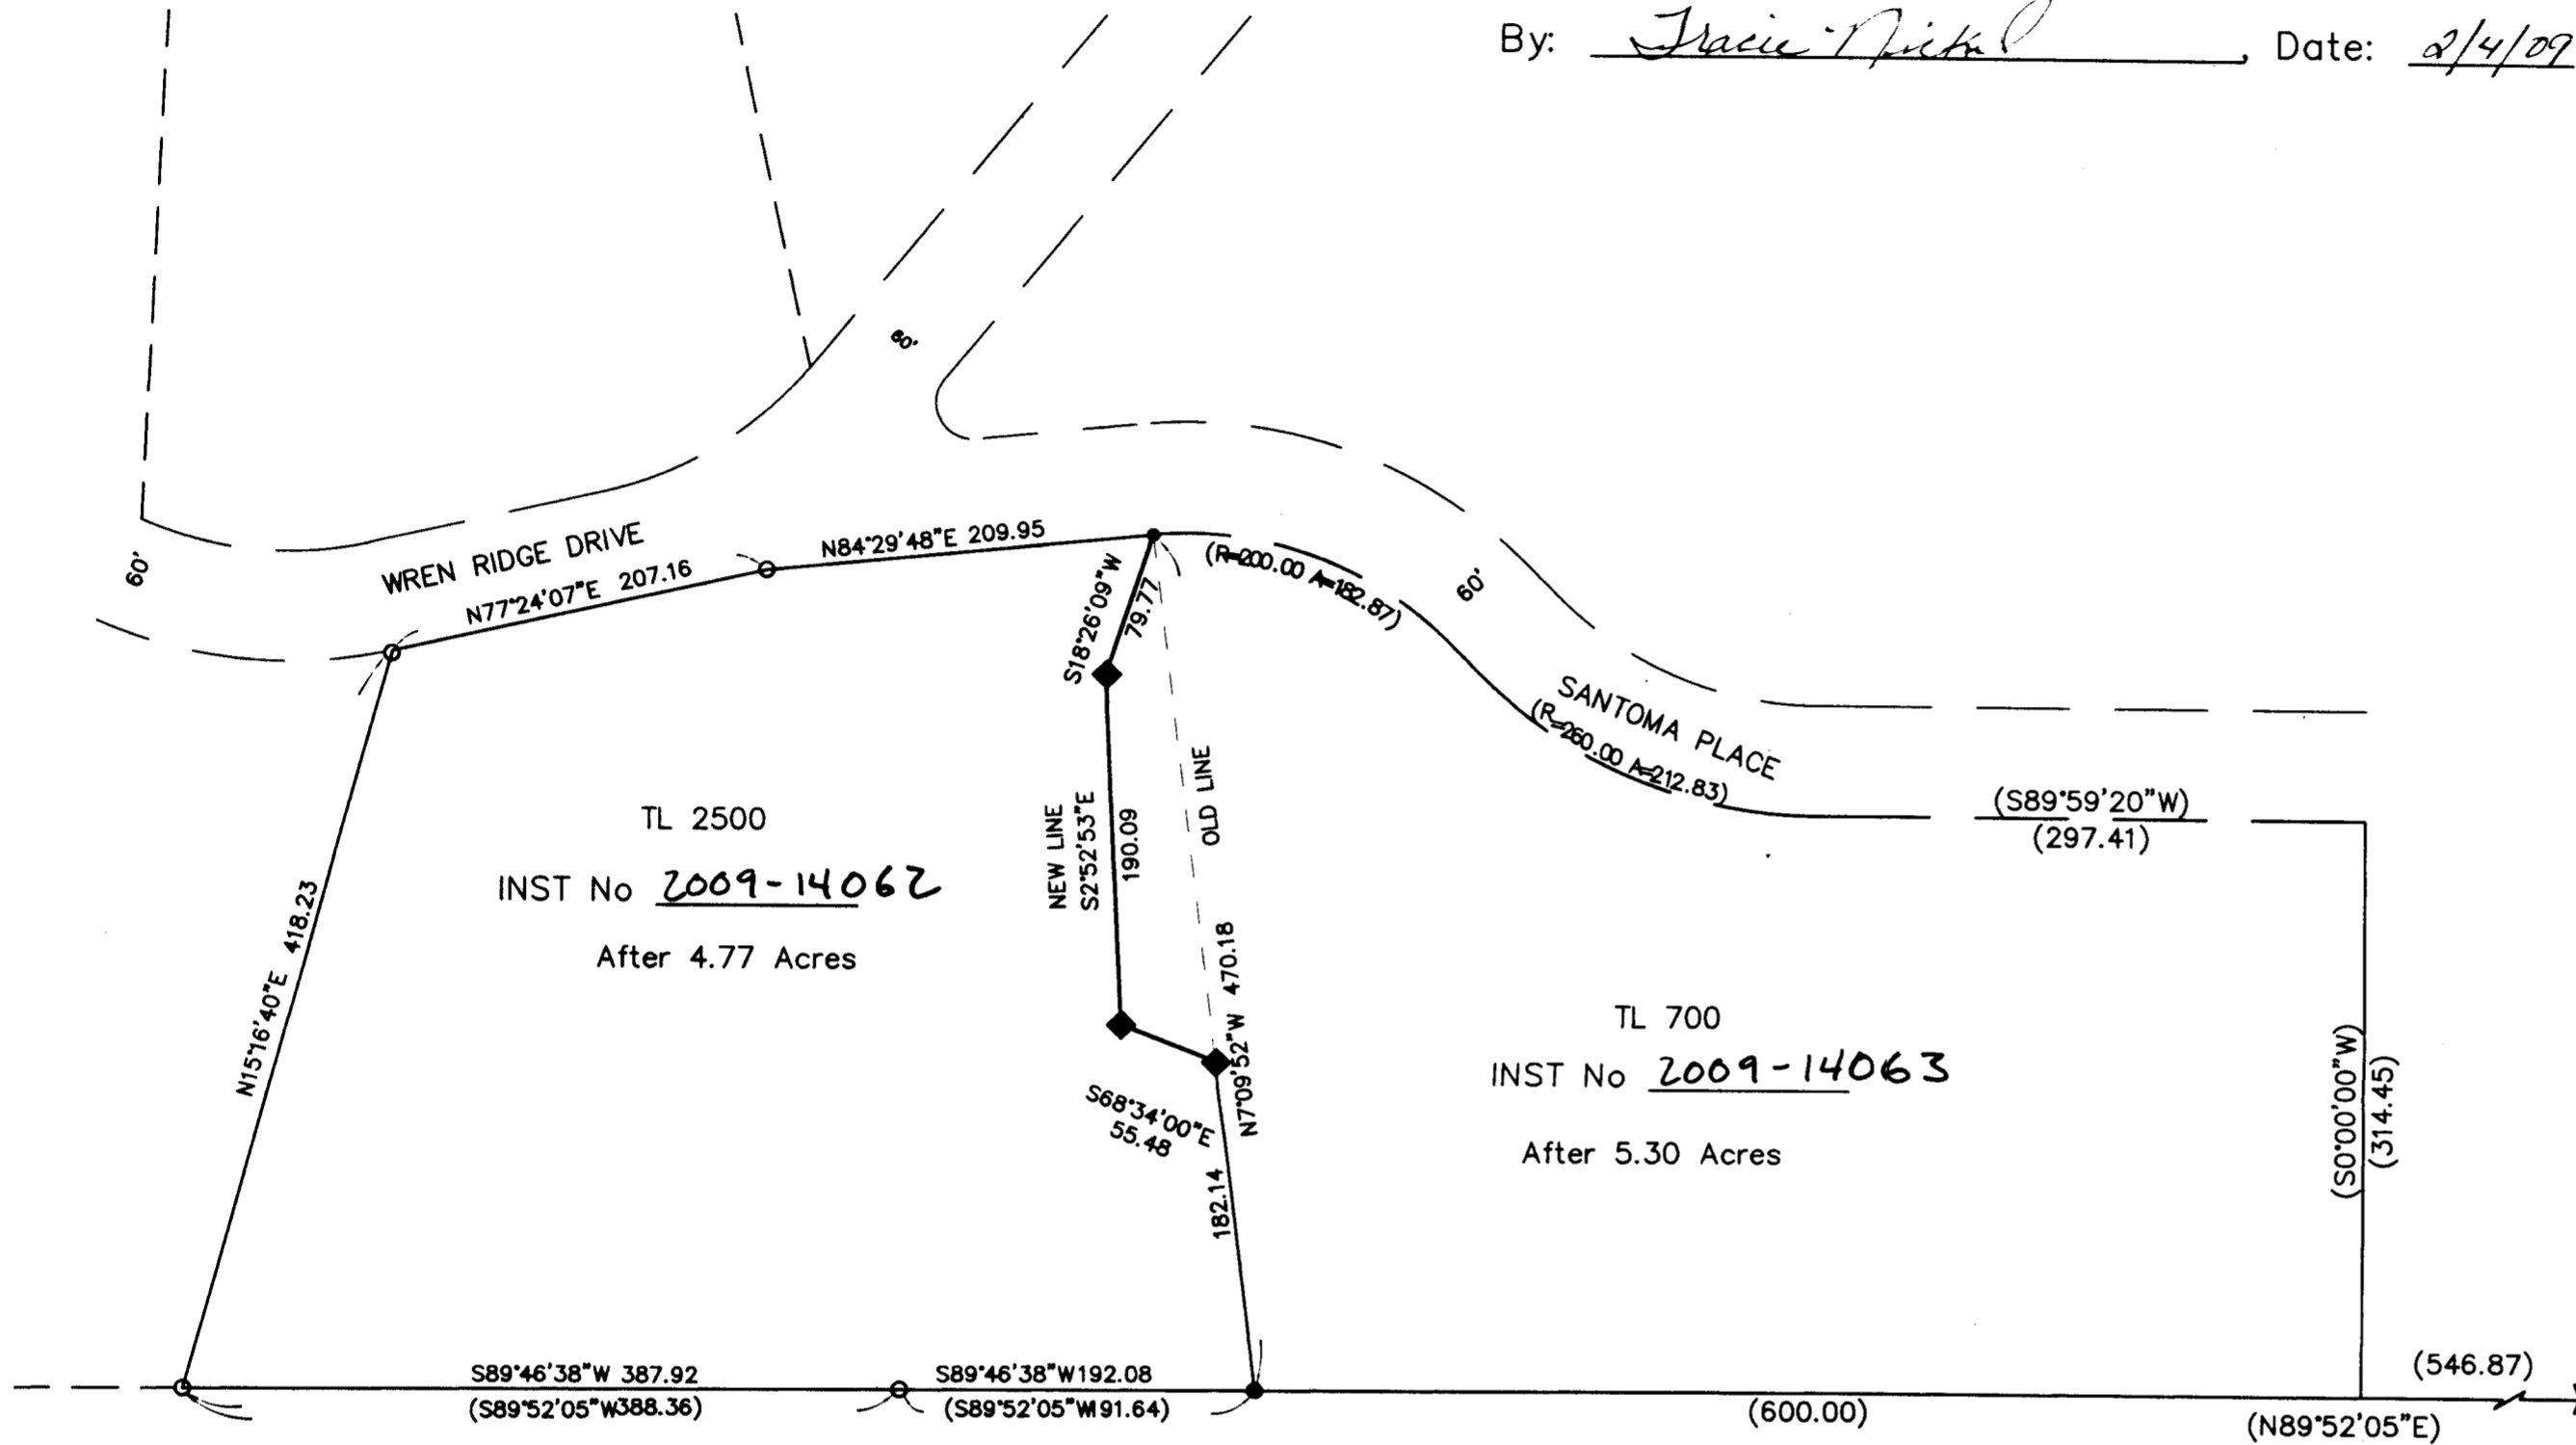 By: Tracie Nickel, Date: 2/4/09
60'
60'
WREN RIDGE DRIVE
N77°24'07"E 207.16
N84°29'48"E 209.95
S18°26'09"W
79.77
(R=200.00 A=182.87)
60'
SANTOMA PLACE
(R=260.00 A=212.83)
(S89°59'20"W)
(297.41)
TL 2500
INST No 2009-14062
After 4.77 Acres
NEW LINE
S2°52'53"E
190.09
OLD LINE
N7°09'52"W 470.18
N15°16'40"E 418.23
S68°34'00"E
55.48
182.14
TL 700
INST No 2009-14063
After 5.30 Acres
(S0°00'00"W)
(314.45)
S89°46'38"W 387.92
(S89°52'05"W388.36)
S89°46'38"W192.08
(S89°52'05"W191.64)
(600.00)
(546.87)
(N89°52'05"E)